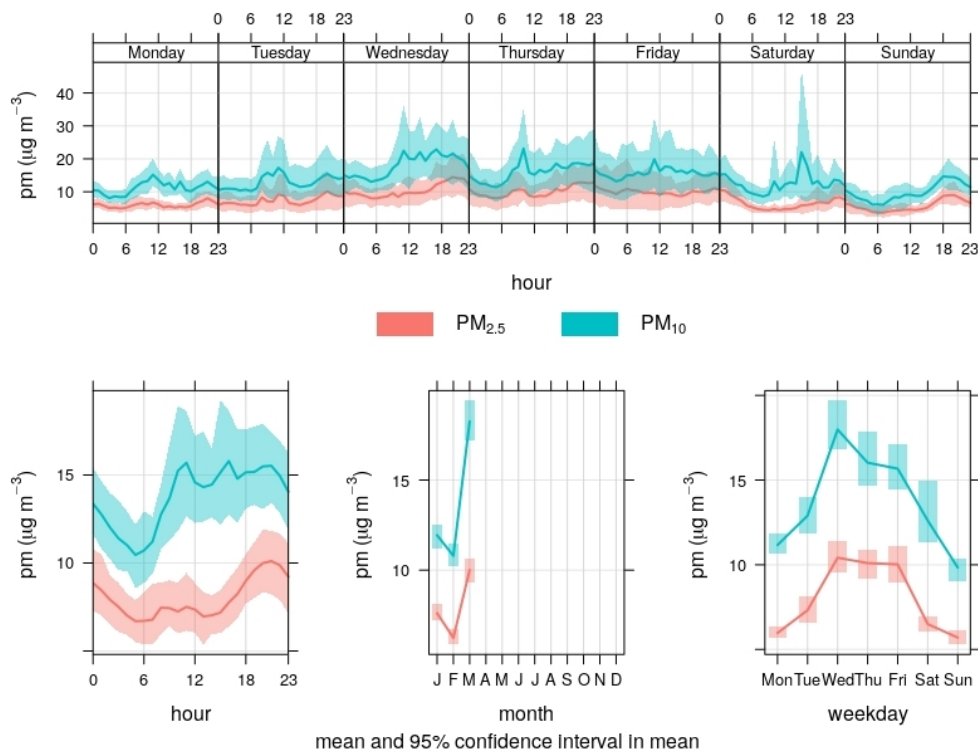 0 6 12 18 23 0 6 12 18 23 0 6 12 18 23
Monday Tuesday Wednesday Thursday Friday Saturday Sunday
pm (μg m⁻³)
40
30
20
10
0 6 12 18 23 0 6 12 18 23 0 6 12 18 23 0 6 12 18 23
hour
PM₂.₅ PM₁₀
pm (μg m⁻³)
15
10
0 6 12 18 23
hour
pm (μg m⁻³)
15
10
J F M A M J J A S O N D
month
pm (μg m⁻³)
15
10
Mon Tue Wed Thu Fri Sat Sun
weekday
mean and 95% confidence interval in mean